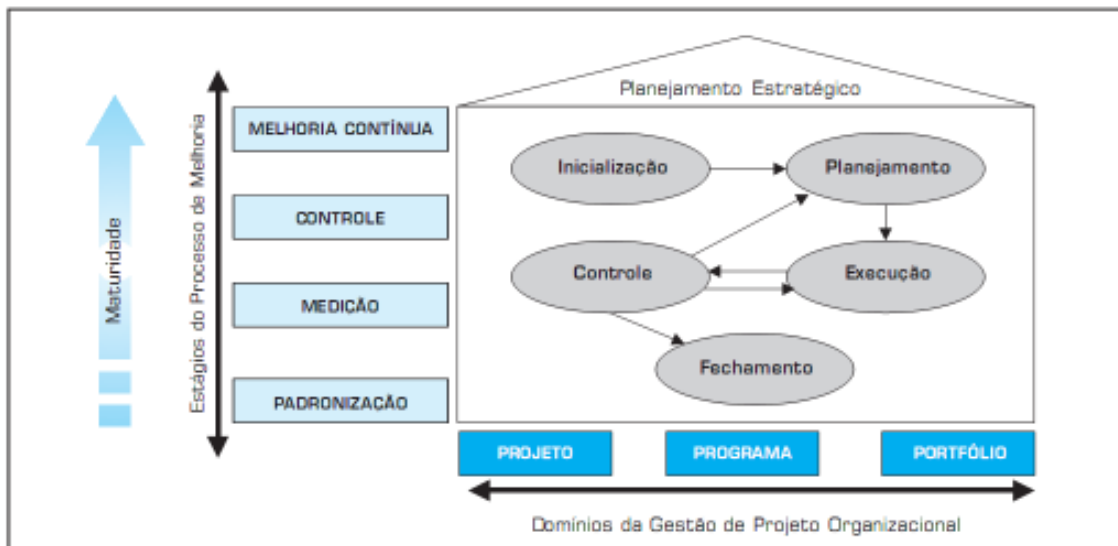 Planejamento Estratégico
Maturidade
Estágios do Processo de Melhoria
MELHORIA CONTÍNUA
CONTROLE
MEDIÇÃO
PADRONIZAÇÃO
Inicialização
Planejamento
Controle
Execução
Fechamento
PROJETO
PROGRAMA
PORTFÓLIO
Domínios da Gestão de Projeto Organizacional